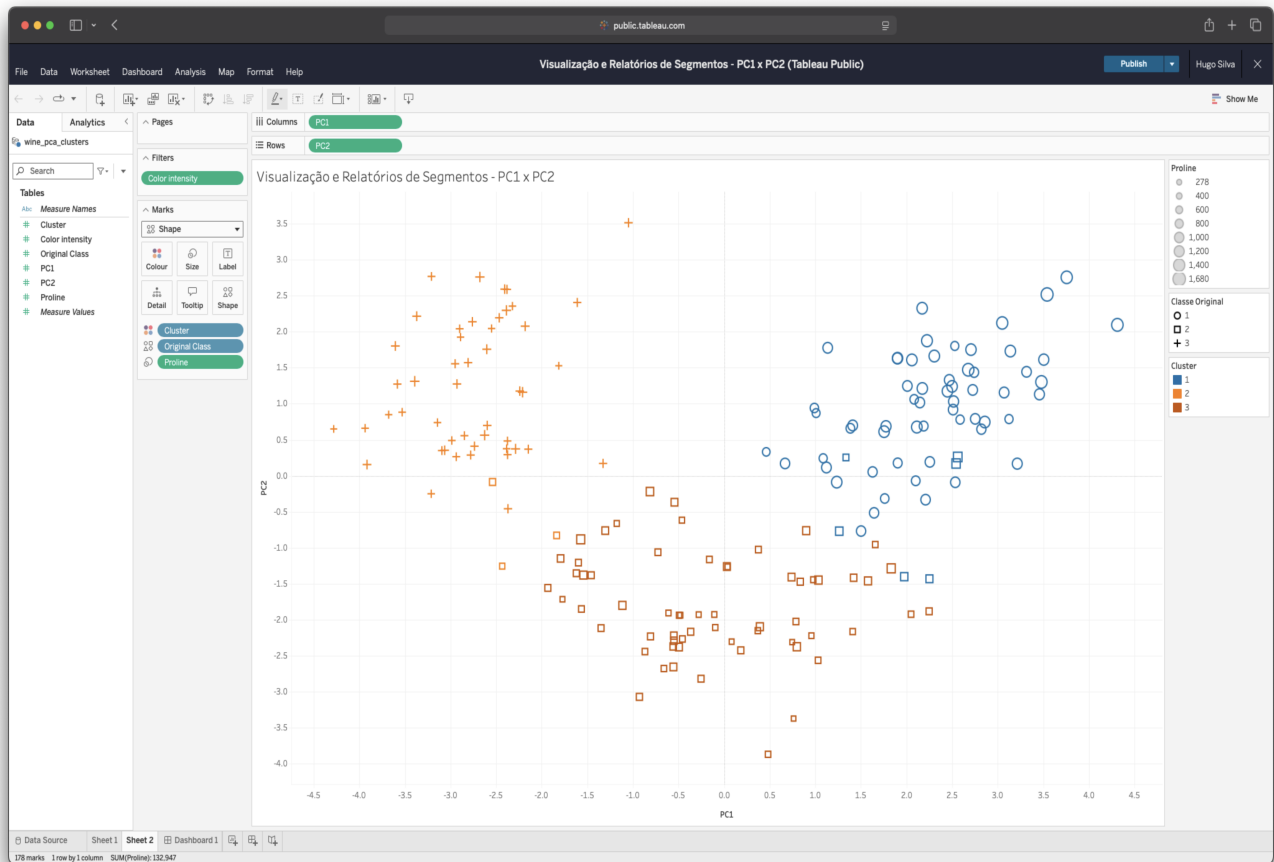 public.tableau.com
File Data Worksheet Dashboard Analysis Map Format Help
Visualização e Relatórios de Segmentos - PC1 x PC2 (Tableau Public)
Publish
Hugo Silva
Show Me
Data Analytics
wine_pca_clusters
Search
Tables
Abc Measure Names
# Cluster
# Color intensity
# Original Class
# PC1
# PC2
# Proline
# Measure Values
Pages
Filters
Color intensity
Marks
Shape
Colour Size Label
Detail Tooltip Shape
Cluster
Original Class
Proline
Columns PC1
Rows PC2
Visualização e Relatórios de Segmentos - PC1 x PC2
PC2
3.5
3.0
2.5
2.0
1.5
1.0
0.5
0.0
-0.5
-1.0
-1.5
-2.0
-2.5
-3.0
-3.5
-4.0
-4.5 -4.0 -3.5 -3.0 -2.5 -2.0 -1.5 -1.0 -0.5 0.0 0.5 1.0 1.5 2.0 2.5 3.0 3.5 4.0 4.5
PC1
Proline
278
400
600
800
1,000
1,200
1,400
1,680
Classe Original
1
2
3
Cluster
1
2
3
Data Source Sheet 1 Sheet 2 Dashboard 1
178 marks 1 row by 1 column SUM(Proline): 132,947